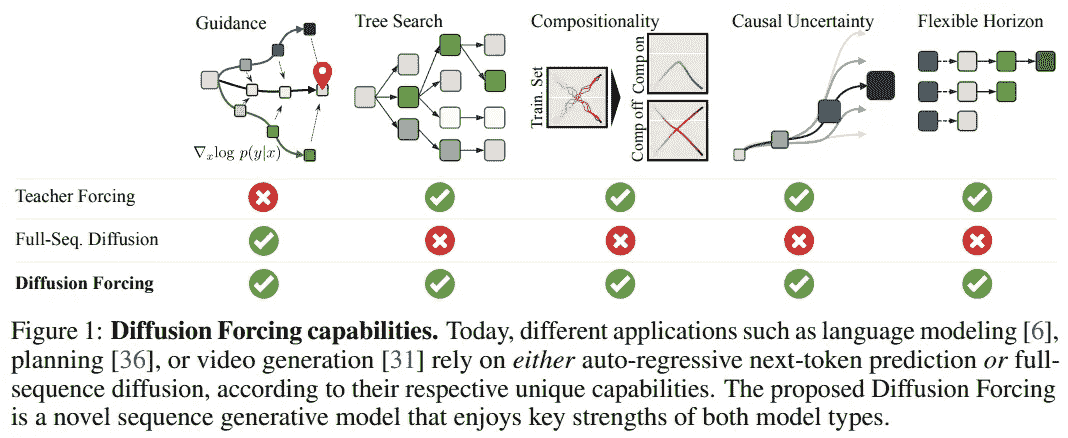 Guidance
Tree Search
Compositionality
Causal Uncertainty
Flexible Horizon
Train. Set
Comp on
Comp off
∇ₓlog p(y|x)
Teacher Forcing
Full-Seq. Diffusion
Diffusion Forcing
Figure 1: Diffusion Forcing capabilities. Today, different applications such as language modeling [6],
planning [36], or video generation [31] rely on either auto-regressive next-token prediction or full-
sequence diffusion, according to their respective unique capabilities. The proposed Diffusion Forcing
is a novel sequence generative model that enjoys key strengths of both model types.